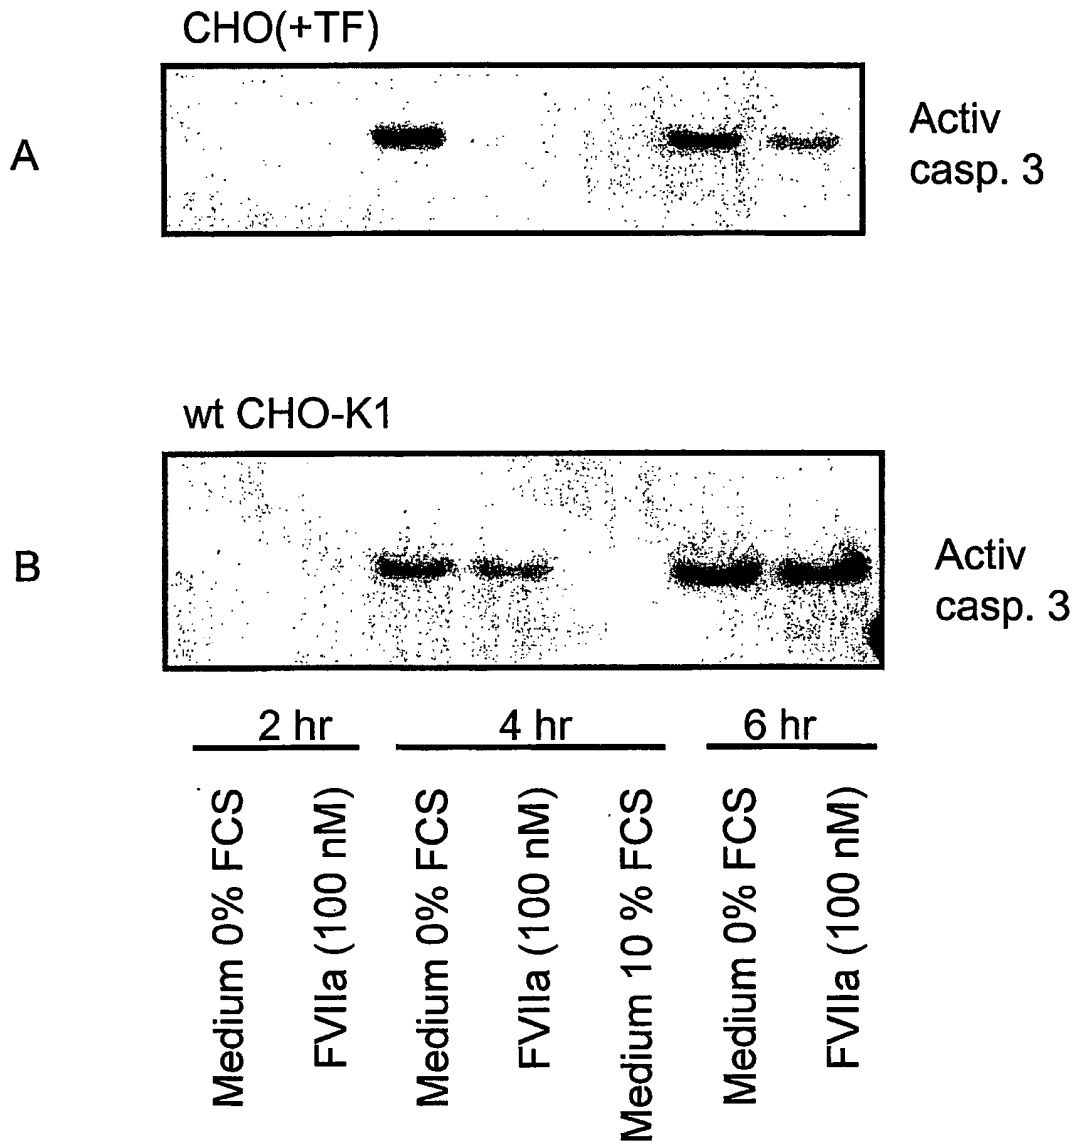 CHO(+TF)
A
Activ
casp. 3
wt CHO-K1
B
Activ
casp. 3
2 hr
4 hr
6 hr
Medium 0% FCS
FVIIa (100 nM)
Medium 0% FCS
FVIIa (100 nM)
Medium 10 % FCS
Medium 0% FCS
FVIIa (100 nM)